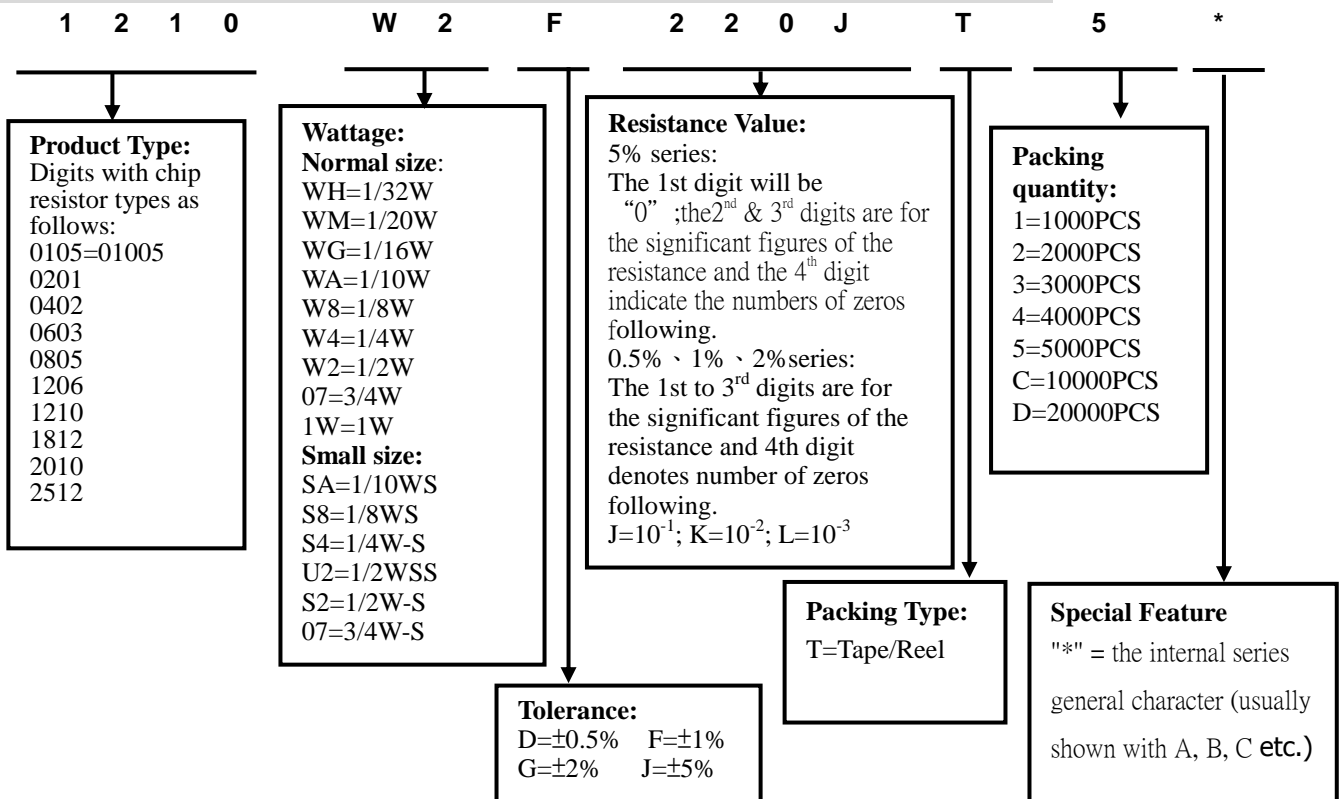 1 2 1 0 W 2 F 2 2 0 J T 5 *
Product Type:
Digits with chip
resistor types as
follows:
0105=01005
0201
0402
0603
0805
1206
1210
1812
2010
2512
Wattage:
Normal size:
WH=1/32W
WM=1/20W
WG=1/16W
WA=1/10W
W8=1/8W
W4=1/4W
W2=1/2W
07=3/4W
1W=1W
Small size:
SA=1/10WS
S8=1/8WS
S4=1/4W-S
U2=1/2WSS
S2=1/2W-S
07=3/4W-S
Tolerance:
D=±0.5% F=±1%
G=±2% J=±5%
Resistance Value:
5% series:
The 1st digit will be
“0” ;the2nd & 3rd digits are for
the significant figures of the
resistance and the 4th digit
indicate the numbers of zeros
following.
0.5%、1%、2%series:
The 1st to 3rd digits are for
the significant figures of the
resistance and 4th digit
denotes number of zeros
following.
J=10-1; K=10-2; L=10-3
Packing Type:
T=Tape/Reel
Packing
quantity:
1=1000PCS
2=2000PCS
3=3000PCS
4=4000PCS
5=5000PCS
C=10000PCS
D=20000PCS
Special Feature
"*" = the internal series
general character (usually
shown with A, B, C etc.)